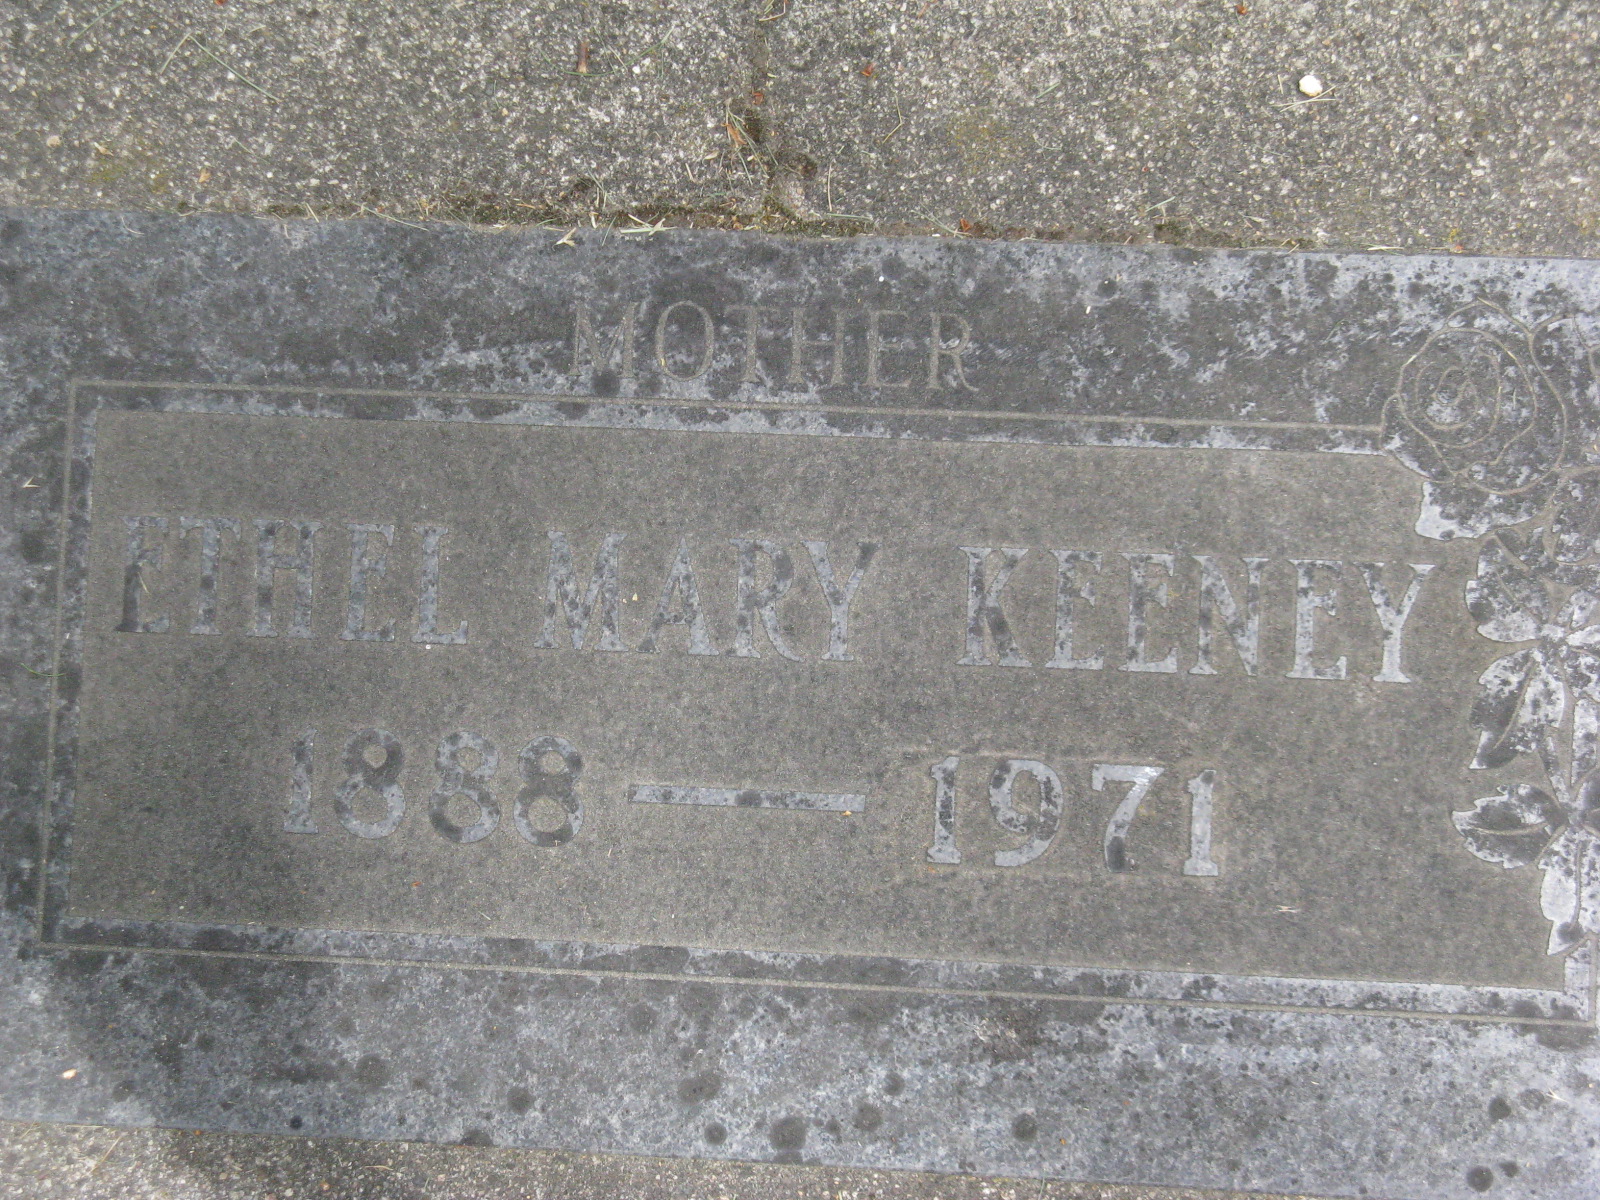 MOTHER
ETHEL MARY KEENEY
1888 — 1971